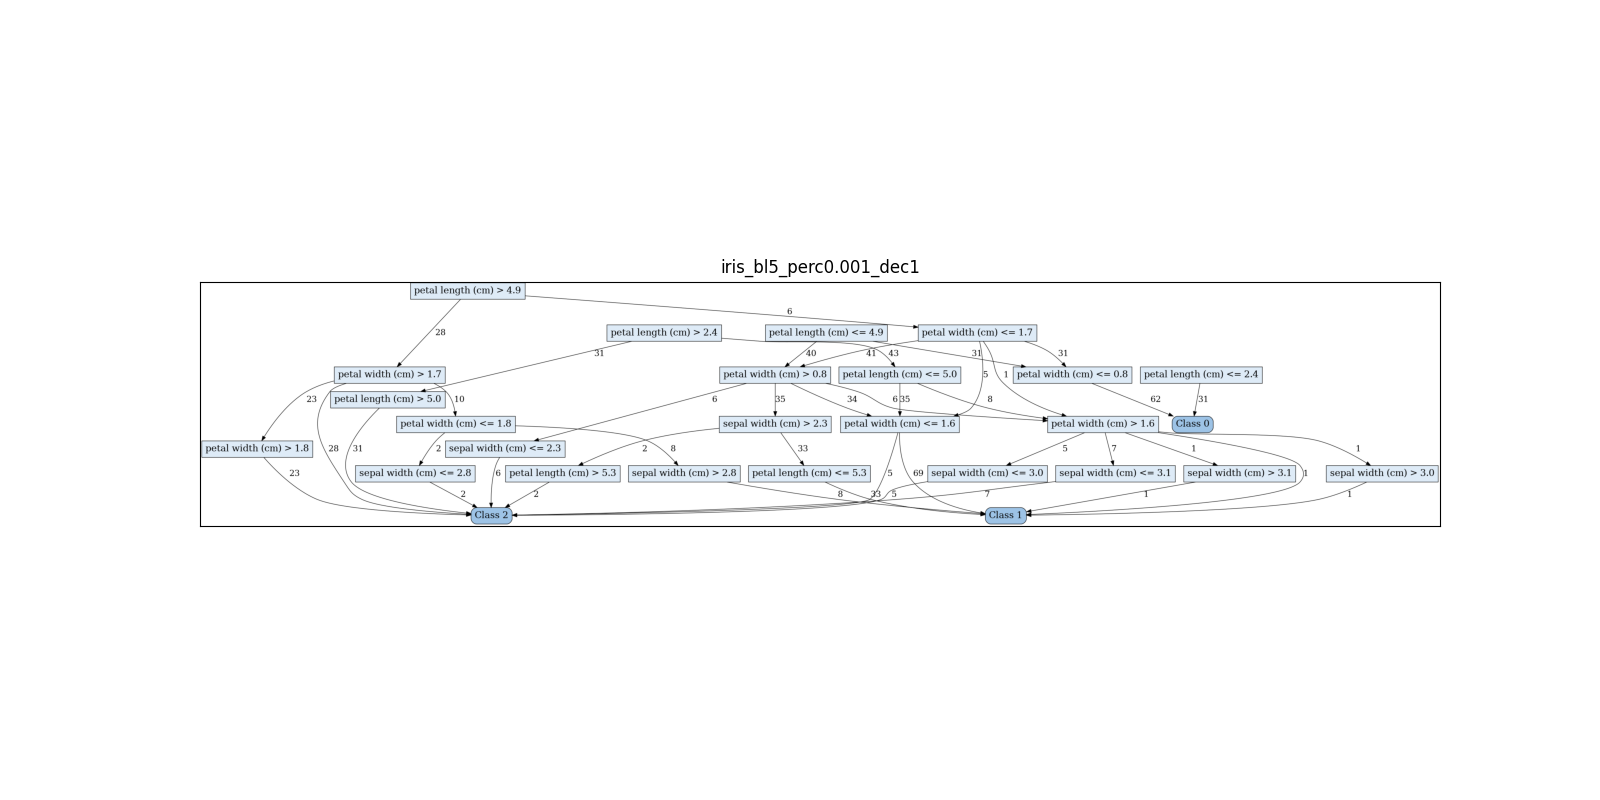 iris_bl5_perc0.001_dec1
petal length (cm) > 4.9
6
28
petal length (cm) > 2.4
petal length (cm) <= 4.9
petal width (cm) <= 1.7
31
40
41
43
31
31
petal width (cm) > 1.7
petal width (cm) > 0.8
petal length (cm) <= 5.0
5
1
petal width (cm) <= 0.8
petal length (cm) <= 2.4
petal length (cm) > 5.0
23
10
6
35
34
6
35
8
62
31
petal width (cm) <= 1.8
sepal width (cm) > 2.3
petal width (cm) <= 1.6
petal width (cm) > 1.6
Class 0
petal width (cm) > 1.8
28
31
2
sepal width (cm) <= 2.3
8
2
33
5
7
1
1
sepal width (cm) <= 2.8
6
petal length (cm) > 5.3
sepal width (cm) > 2.8
petal length (cm) <= 5.3
5
69
sepal width (cm) <= 3.0
sepal width (cm) <= 3.1
sepal width (cm) > 3.1
1
sepal width (cm) > 3.0
23
2
2
8
33
5
7
1
1
Class 2
Class 1